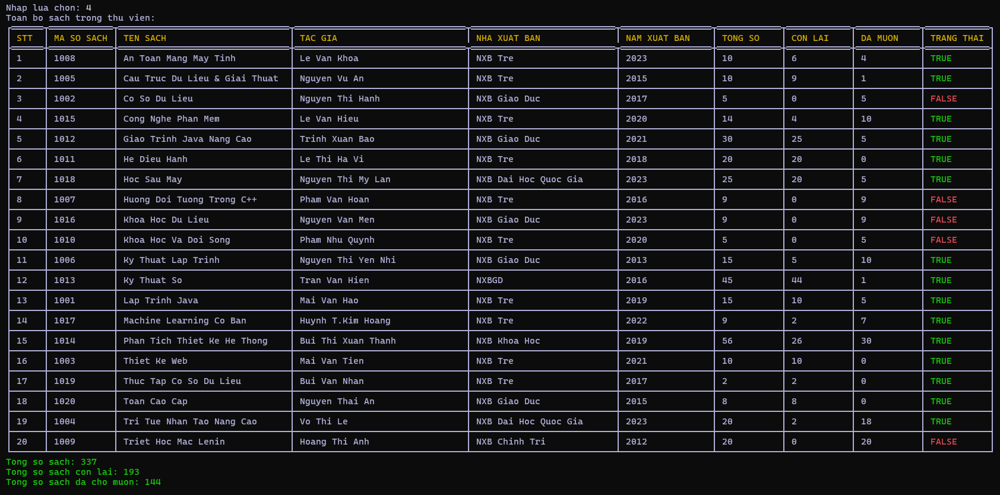 Nhap lua chon: 4
Toan bo sach trong thu vien:
STT MA SO SACH TEN SACH TAC GIA NHA XUAT BAN NAM XUAT BAN TONG SO CON LAI DA MUON TRANG THAI
1 1008 An Toan Mang May Tinh Le Van Khoa NXB Tre 2023 10 6 4 TRUE
2 1005 Cau Truc Du Lieu & Giai Thuat Nguyen Vu An NXB Tre 2015 10 9 1 TRUE
3 1002 Co So Du Lieu Nguyen Thi Hanh NXB Giao Duc 2017 5 0 5 FALSE
4 1015 Cong Nghe Phan Mem Le Van Hieu NXB Tre 2020 14 4 10 TRUE
5 1012 Giao Trinh Java Nang Cao Trinh Xuan Bao NXB Giao Duc 2021 30 25 5 TRUE
6 1011 He Dieu Hanh Le Thi Ha Vi NXB Tre 2018 20 20 0 TRUE
7 1018 Hoc Sau May Nguyen Thi My Lan NXB Dai Hoc Quoc Gia 2023 25 20 5 TRUE
8 1007 Huong Doi Tuong Trong C++ Pham Van Hoan NXB Tre 2016 9 0 9 FALSE
9 1016 Khoa Hoc Du Lieu Nguyen Van Men NXB Giao Duc 2023 9 0 9 FALSE
10 1010 Khoa Hoc Va Doi Song Pham Nhu Quynh NXB Tre 2020 5 0 5 FALSE
11 1006 Ky Thuat Lap Trinh Nguyen Thi Yen Nhi NXB Giao Duc 2013 15 5 10 TRUE
12 1013 Ky Thuat So Tran Van Hien NXBGD 2016 45 44 1 TRUE
13 1001 Lap Trinh Java Mai Van Hao NXB Tre 2019 15 10 5 TRUE
14 1017 Machine Learning Co Ban Huynh T.Kim Hoang NXB Tre 2022 9 2 7 TRUE
15 1014 Phan Tich Thiet Ke He Thong Bui Thi Xuan Thanh NXB Khoa Hoc 2019 56 26 30 TRUE
16 1003 Thiet Ke Web Mai Van Tien NXB Tre 2021 10 10 0 TRUE
17 1019 Thuc Tap Co So Du Lieu Bui Van Nhan NXB Tre 2017 2 2 0 TRUE
18 1020 Toan Cao Cap Nguyen Thai An NXB Giao Duc 2015 8 8 0 TRUE
19 1004 Tri Tue Nhan Tao Nang Cao Vo Thi Le NXB Dai Hoc Quoc Gia 2023 20 2 18 TRUE
20 1009 Triet Hoc Mac Lenin Hoang Thi Anh NXB Chinh Tri 2012 20 0 20 FALSE
Tong so sach: 337
Tong so sach con lai: 193
Tong so sach da cho muon: 144